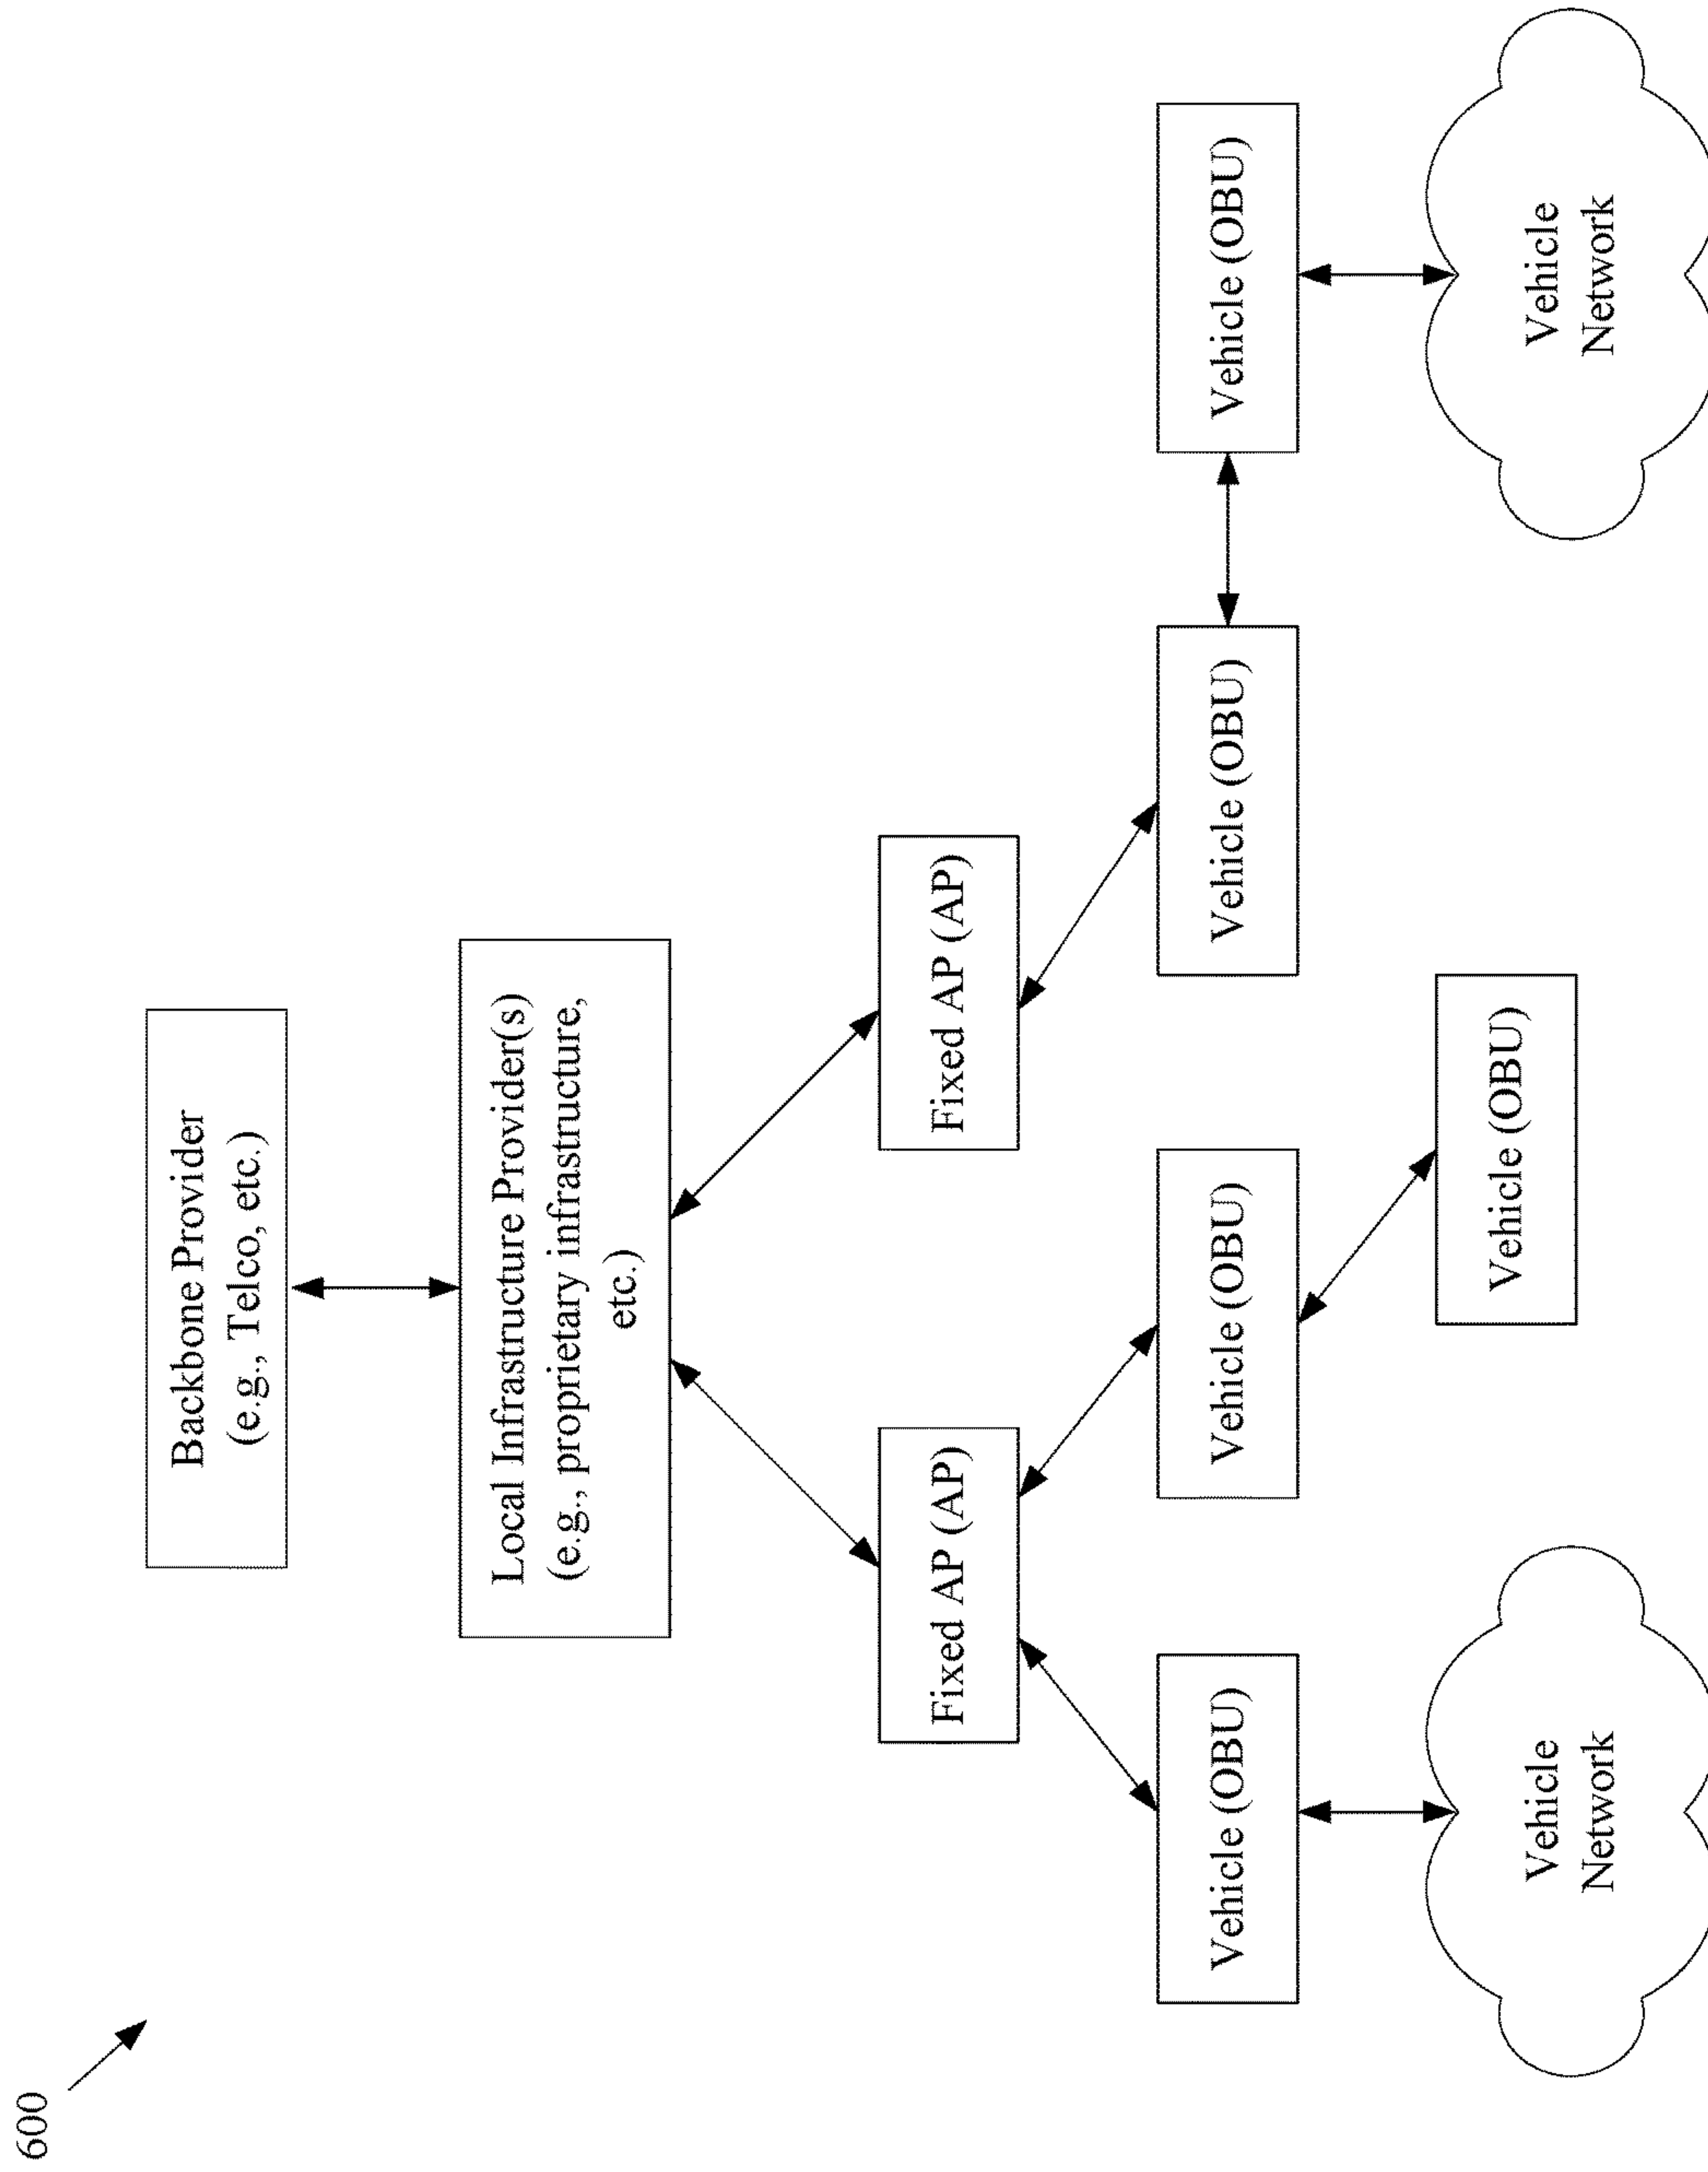 600
Backbone Provider
(e.g., Telco, etc.)
Local Infrastructure Provider(s)
(e.g., proprietary infrastructure,
etc.)
Fixed AP (AP)
Fixed AP (AP)
Vehicle (OBU)
Vehicle (OBU)
Vehicle (OBU)
Vehicle (OBU)
Vehicle (OBU)
Vehicle
Network
Vehicle
Network